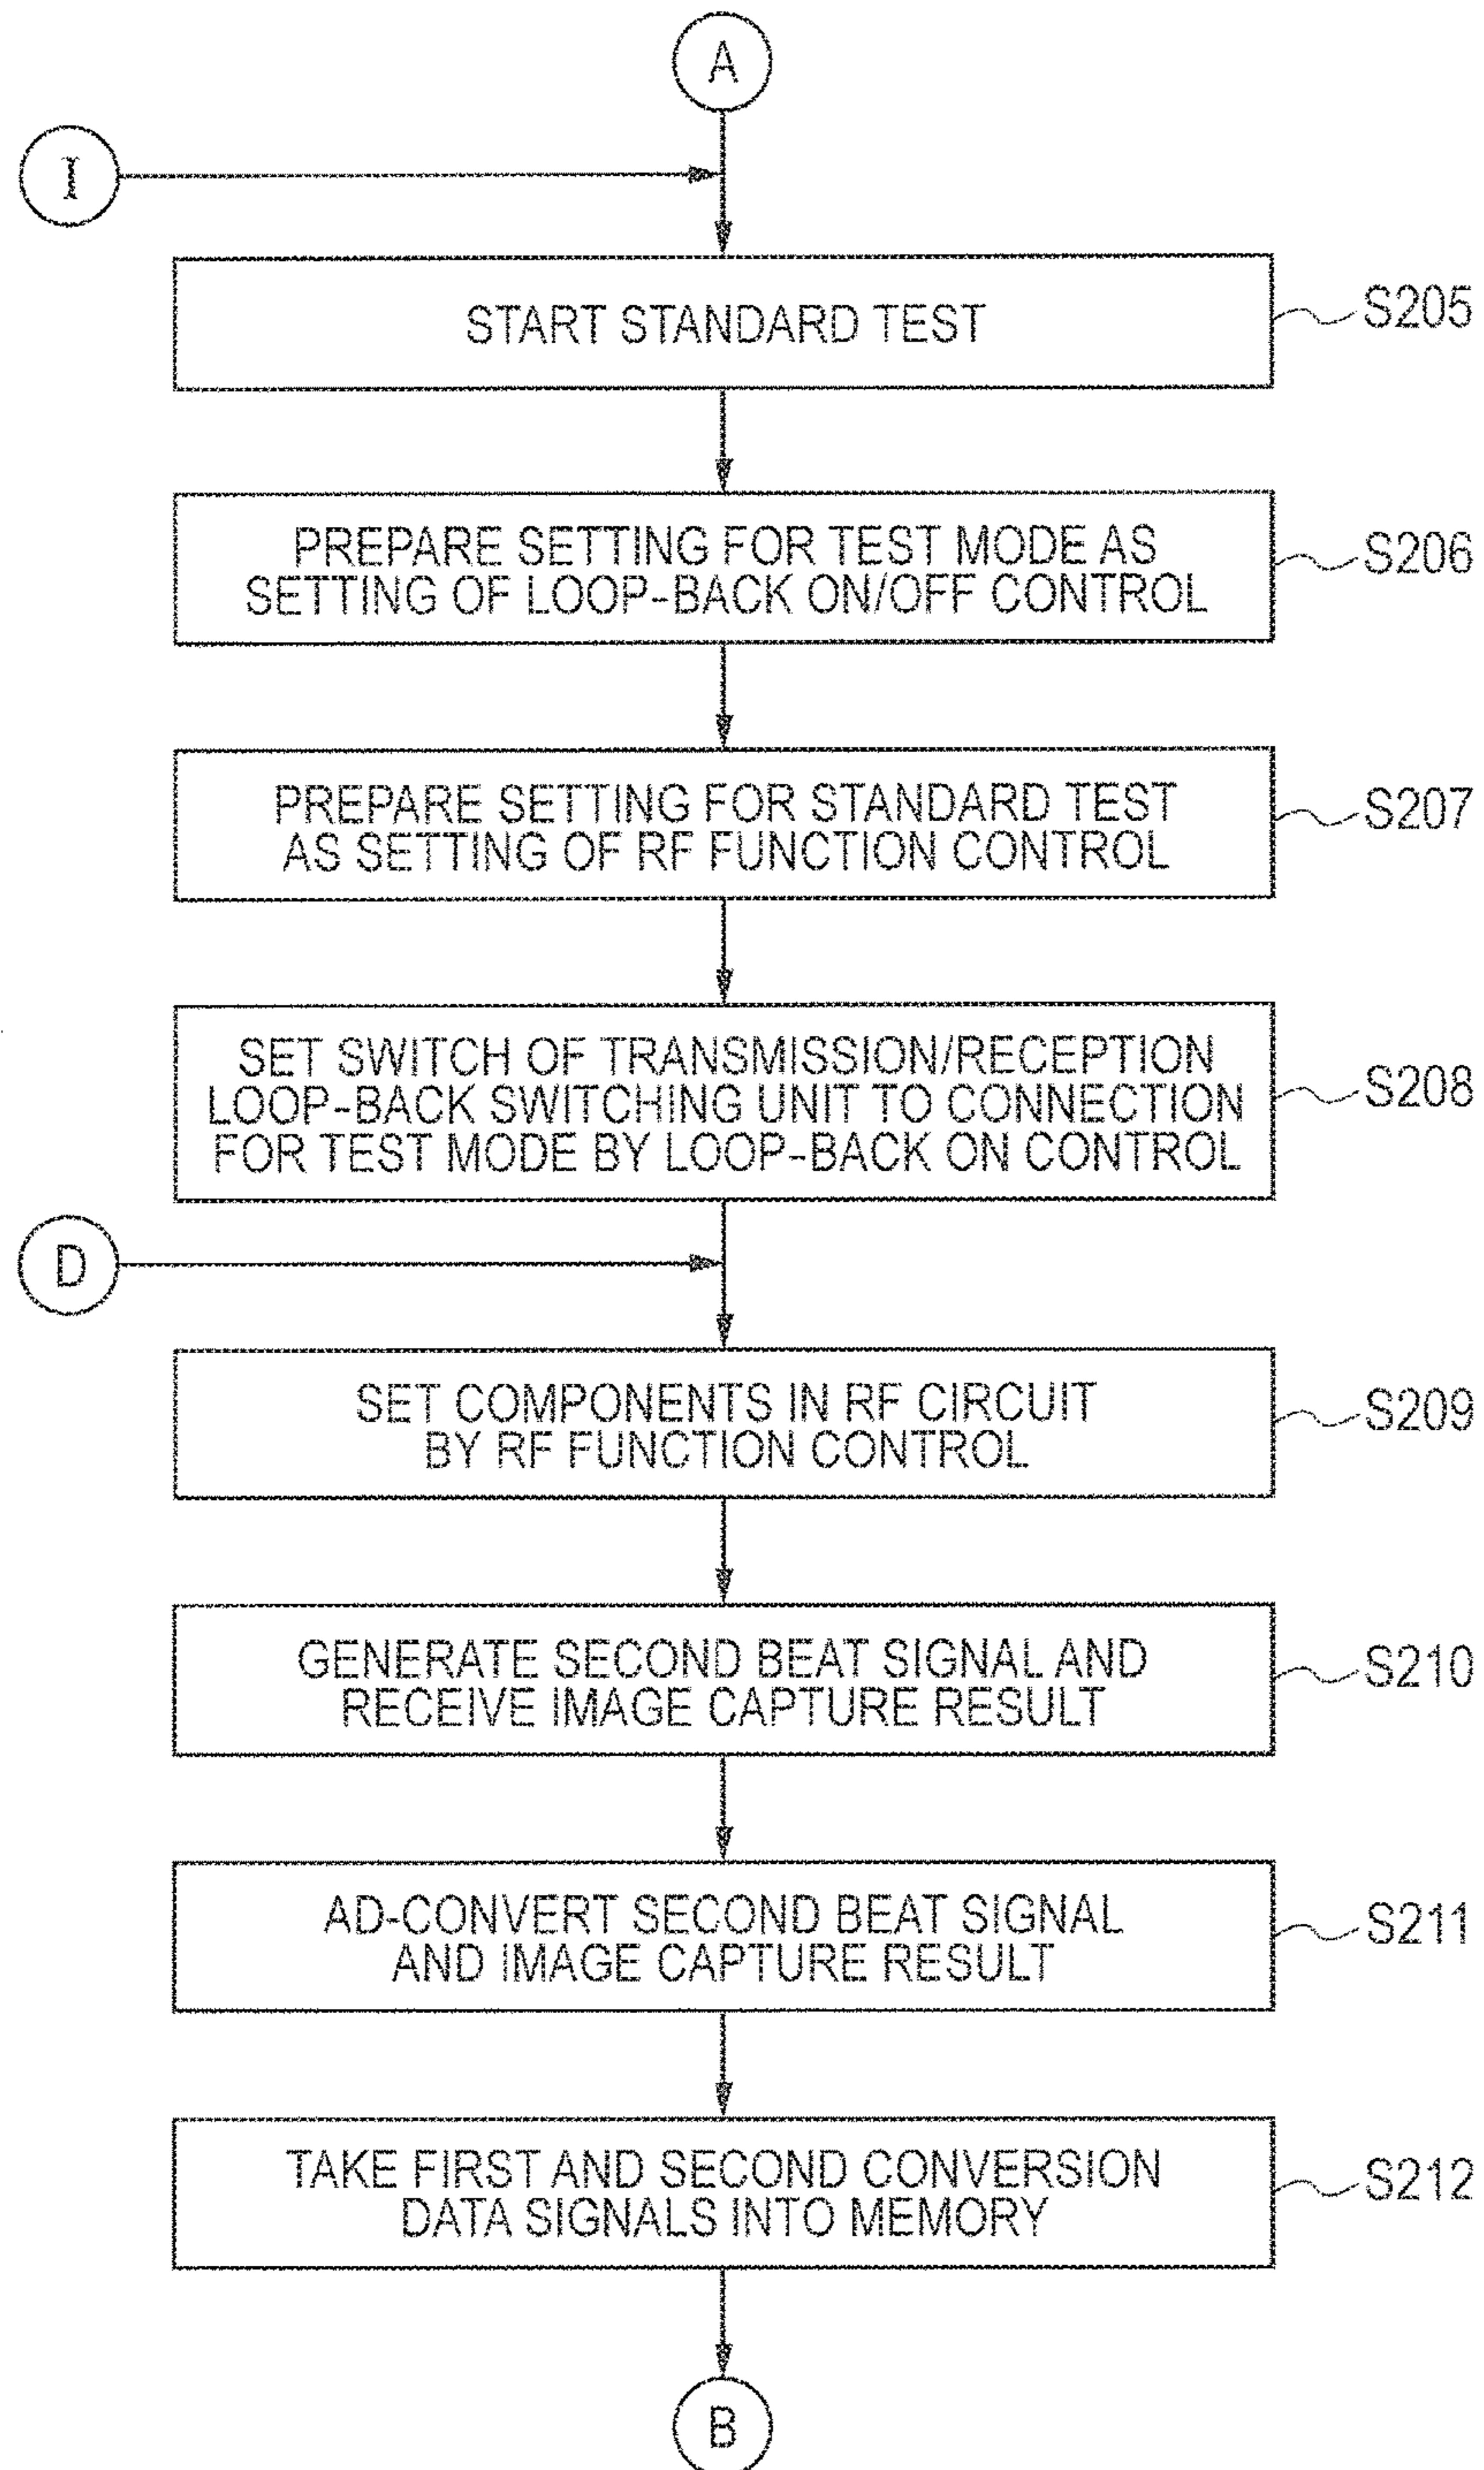 A
I
START STANDARD TEST
S205
PREPARE SETTING FOR TEST MODE AS
SETTING OF LOOP-BACK ON/OFF CONTROL
S206
PREPARE SETTING FOR STANDARD TEST
AS SETTING OF RF FUNCTION CONTROL
S207
SET SWITCH OF TRANSMISSION/RECEPTION
LOOP-BACK SWITCHING UNIT TO CONNECTION
FOR TEST MODE BY LOOP-BACK ON CONTROL
S208
D
SET COMPONENTS IN RF CIRCUIT
BY RF FUNCTION CONTROL
S209
GENERATE SECOND BEAT SIGNAL AND
RECEIVE IMAGE CAPTURE RESULT
S210
AD-CONVERT SECOND BEAT SIGNAL
AND IMAGE CAPTURE RESULT
S211
TAKE FIRST AND SECOND CONVERSION
DATA SIGNALS INTO MEMORY
S212
B